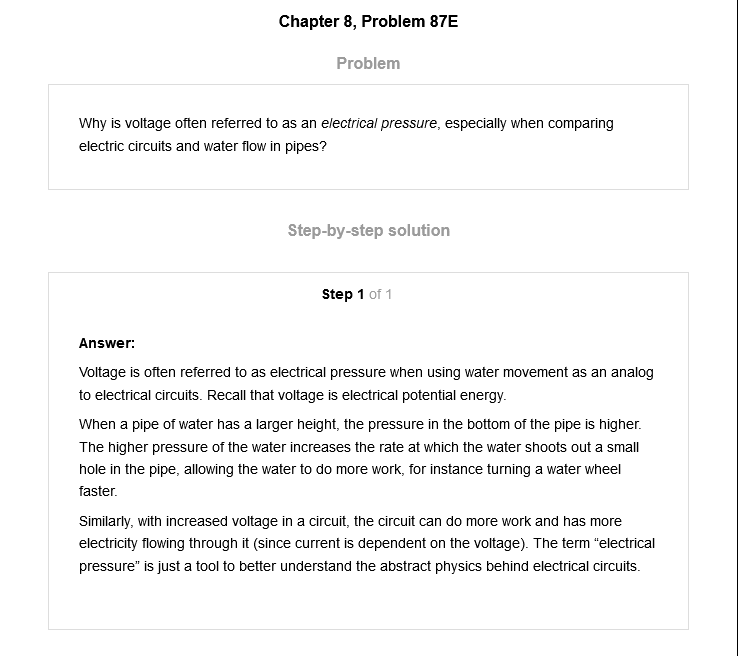 Chapter 8, Problem 87E
Problem
Why is voltage often referred to as an electrical pressure, especially when comparing
electric circuits and water flow in pipes?
Step-by-step solution
Step 1 of 1
Answer:
Voltage is often referred to as electrical pressure when using water movement as an analog
to electrical circuits. Recall that voltage is electrical potential energy.
When a pipe of water has a larger height, the pressure in the bottom of the pipe is higher.
The higher pressure of the water increases the rate at which the water shoots out a small
hole in the pipe, allowing the water to do more work, for instance turning a water wheel
faster.
Similarly, with increased voltage in a circuit, the circuit can do more work and has more
electricity flowing through it (since current is dependent on the voltage). The term “electrical
pressure” is just a tool to better understand the abstract physics behind electrical circuits.